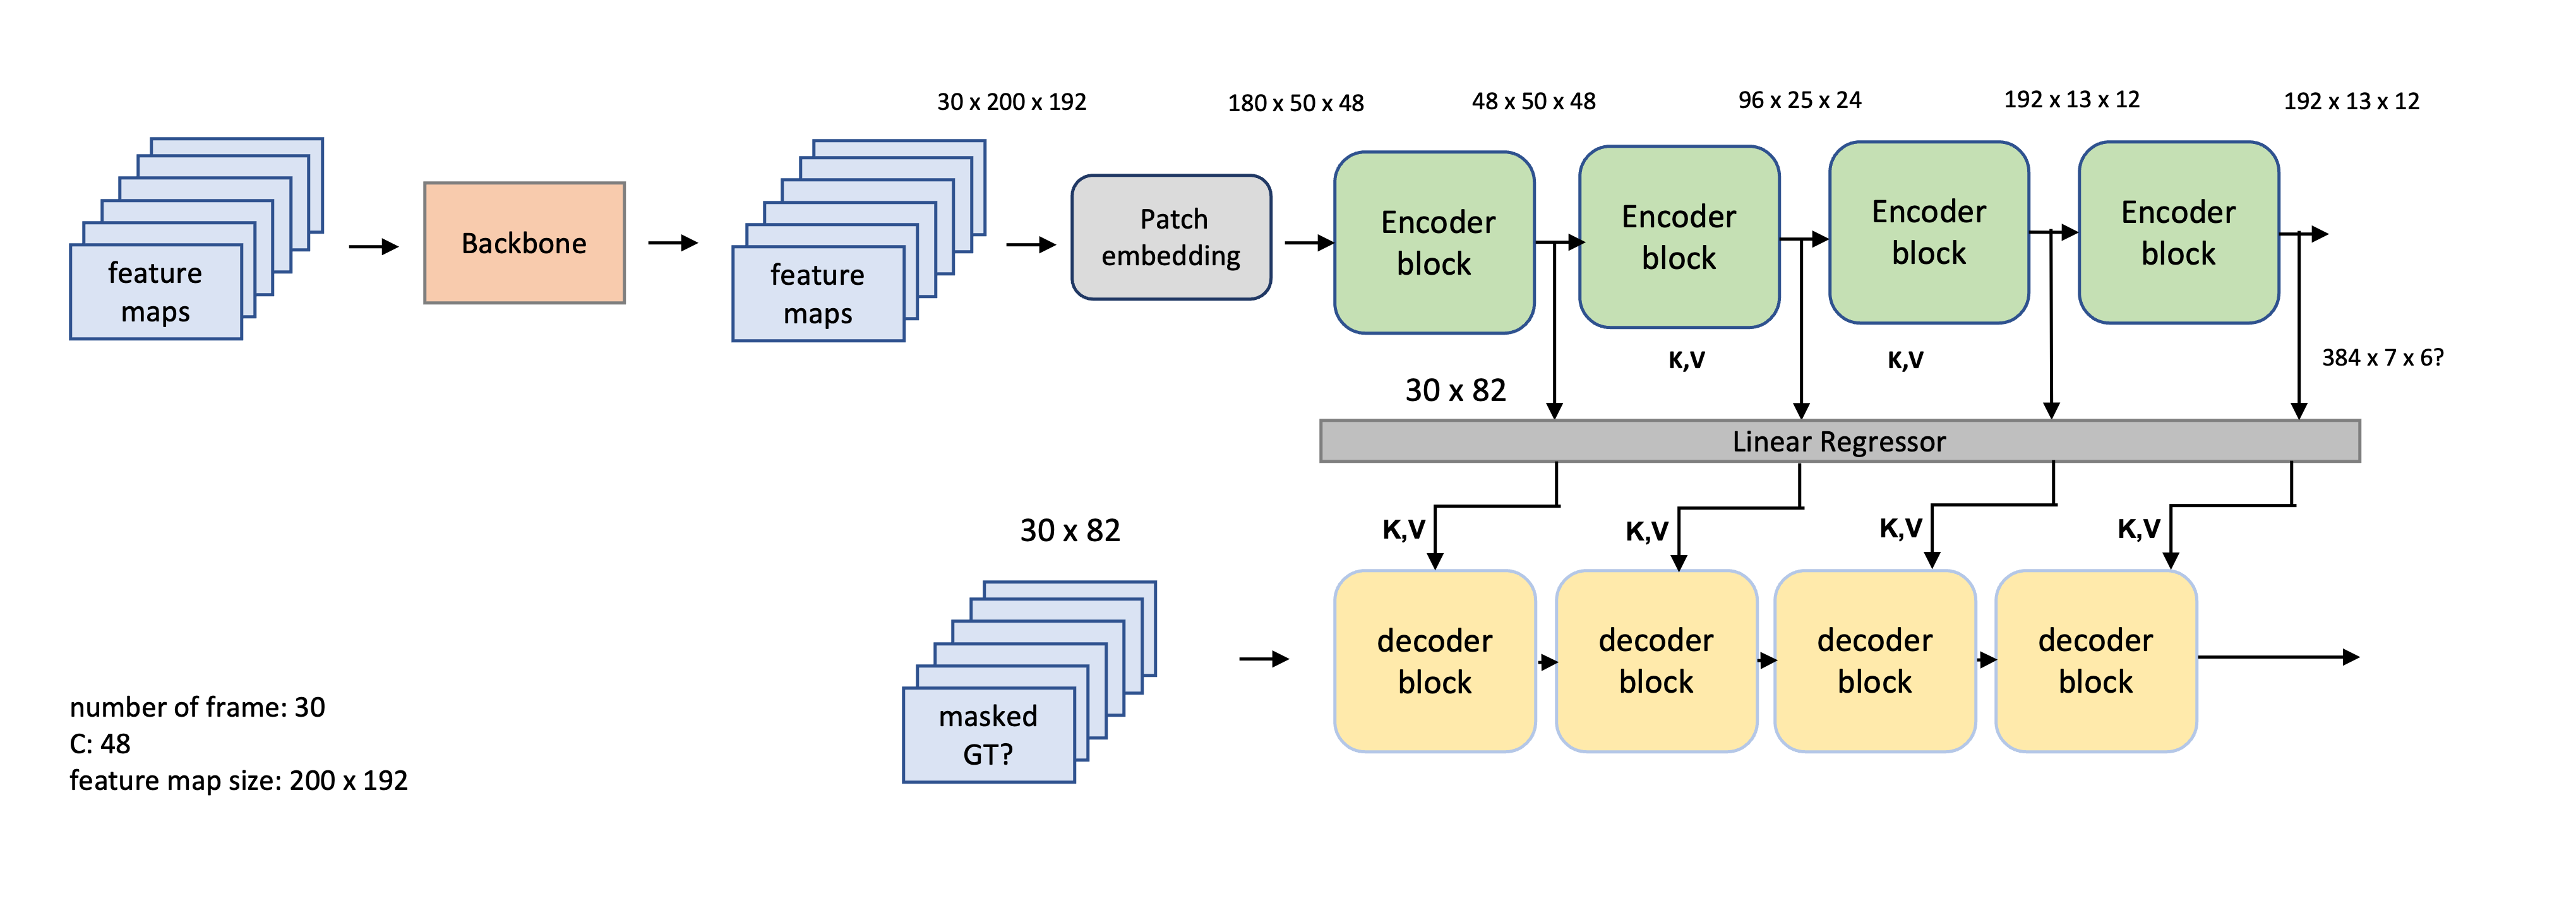 30 x 200 x 192
180 x 50 x 48
48 x 50 x 48
96 x 25 x 24
192 x 13 x 12
192 x 13 x 12
feature
maps
Backbone
feature
maps
Patch
embedding
Encoder
block
Encoder
block
Encoder
block
Encoder
block
K,V
K,V
384 x 7 x 6?
30 x 82
Linear Regressor
30 x 82
K,V
K,V
K,V
K,V
masked
GT?
decoder
block
decoder
block
decoder
block
decoder
block
number of frame: 30
C: 48
feature map size: 200 x 192